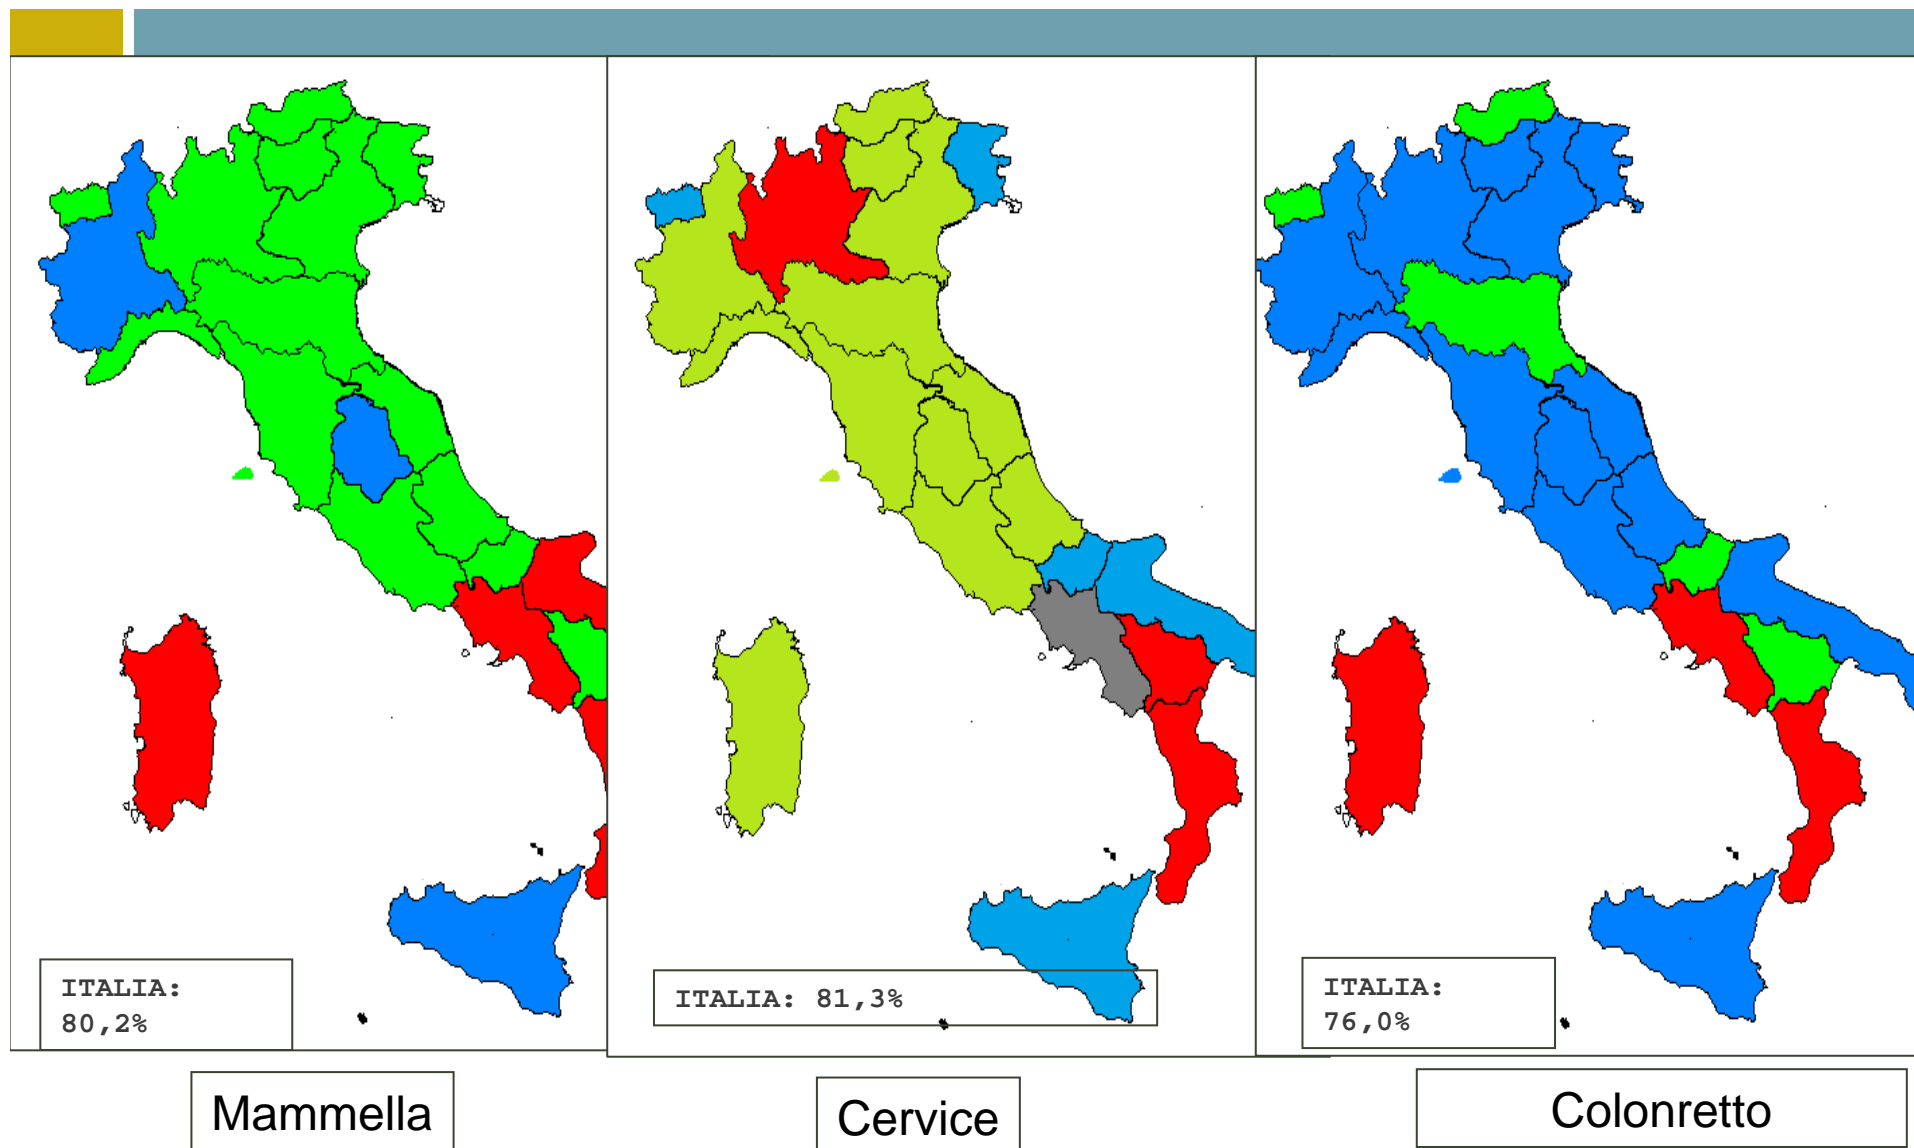 ITALIA:
80,2%
ITALIA: 81,3%
ITALIA:
76,0%
Mammella
Cervice
Colonretto